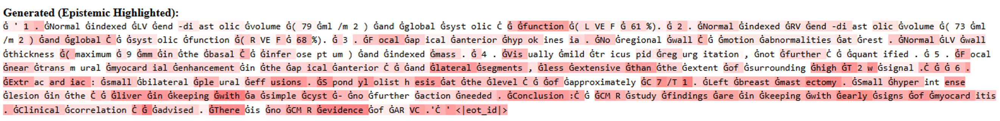 Generated (Epistemic Highlighted):
Ġ ' 1 . ĠNormal Ġindexed ĠLV Ġend -di ast olic Ġvolume Ġ( 79 Ġml /m 2 ) Ġand Ġglobal Ġsyst olic Ċ Ġ Ġfunction Ġ( L VE F Ġ 61 %). Ġ 2 . ĠNormal Ġindexed ĠRV Ġend -di ast olic Ġvolume Ġ( 73 Ġml
/m 2 ) Ġand Ġglobal Ċ Ġ Ġsyst olic Ġfunction Ġ( R VE F Ġ 68 %). Ġ 3 . ĠF ocal Ġap ical Ġanterior Ġhyp ok ines ia . ĠNo Ġregional Ġwall Ċ Ġ Ġmotion Ġabnormalities Ġat Ġrest . ĠNormal ĠLV Ġwall
Ġthickness Ġ( maximum Ġ 9 Ġmm Ġin Ġthe Ġbasal Ċ Ġ Ġinfer ose pt um ) Ġand Ġindexed Ġmass . Ġ 4 . ĠVis ually Ġmild Ġtr icus pid Ġreg urg itation , Ġnot Ġfurther Ċ Ġ Ġquant ified . Ġ 5 . ĠF ocal
Ġnear Ġtrans m ural Ġmyocard ial Ġenhancement Ġin Ġthe Ġap ical Ġanterior Ċ Ġ Ġand Ġlateral Ġsegments , Ġless Ġextensive Ġthan Ġthe Ġextent Ġof Ġsurrounding Ġhigh ĠT 2 w Ġsignal .Ċ Ġ Ġ 6 .
ĠExtr ac ard iac : Ġsmall Ġbilateral Ġple ural Ġeff usions . ĠS pond yl olist h esis Ġat Ġthe Ġlevel Ċ Ġ Ġof Ġapproximately ĠC 7 /T 1 . ĠLeft Ġbreast Ġmast ectomy . ĠSmall Ġhyper int ense
Ġlesion Ġin Ġthe Ċ Ġ Ġliver Ġin Ġkeeping Ġwith Ġa Ġsimple Ġcyst Ġ- Ġno Ġfurther Ġaction Ġneeded . ĠConclusion :Ċ Ġ ĠCM R Ġstudy Ġfindings Ġare Ġin Ġkeeping Ġwith Ġearly Ġsigns Ġof Ġmyocard itis
. ĠClinical Ġcorrelation Ċ Ġ Ġadvised . ĠThere Ġis Ġno ĠCM R Ġevidence Ġof ĠAR VC .'Ċ ' <|eot_id|>